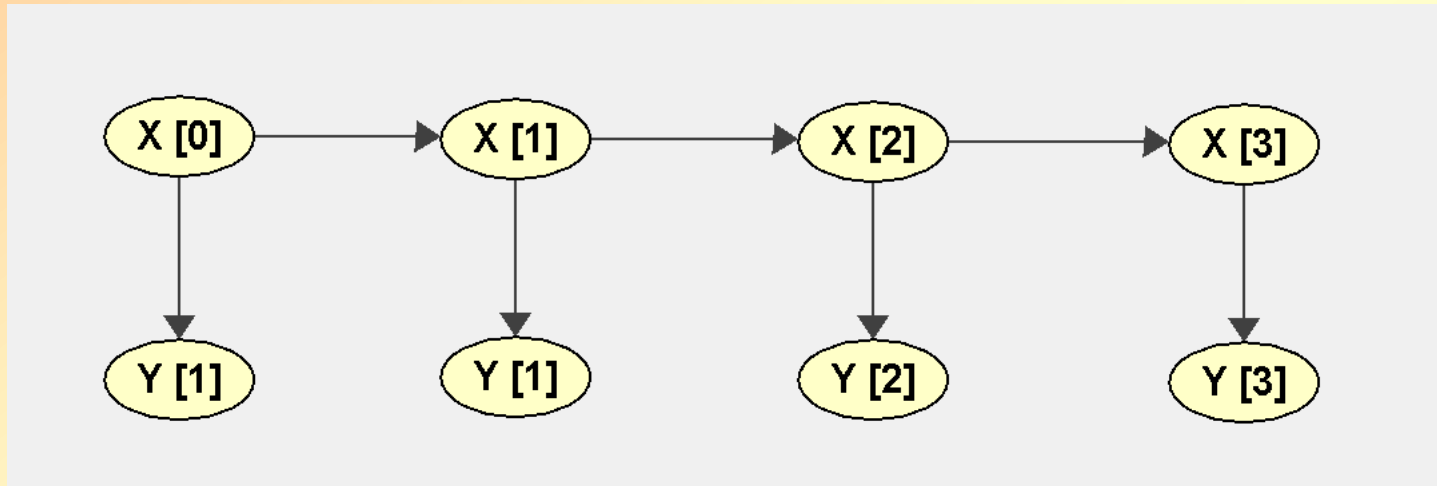 X [0] X [1] X [2] X [3]
Y [1] Y [1] Y [2] Y [3]